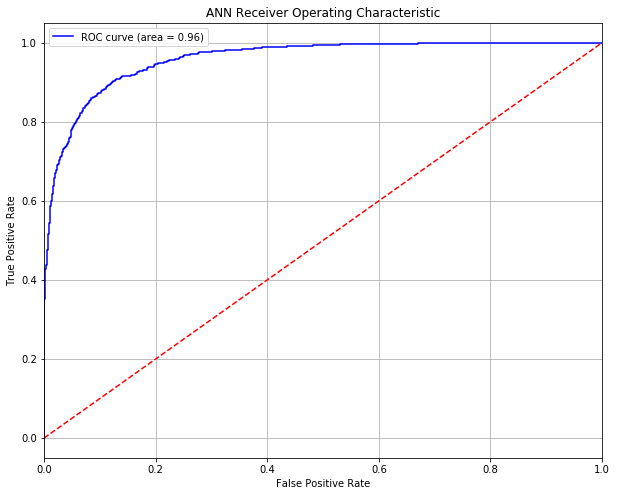 ANN Receiver Operating Characteristic
ROC curve (area = 0.96)
1.0
0.8
0.6
0.4
0.2
0.0
True Positive Rate
0.0 0.2 0.4 0.6 0.8 1.0
False Positive Rate